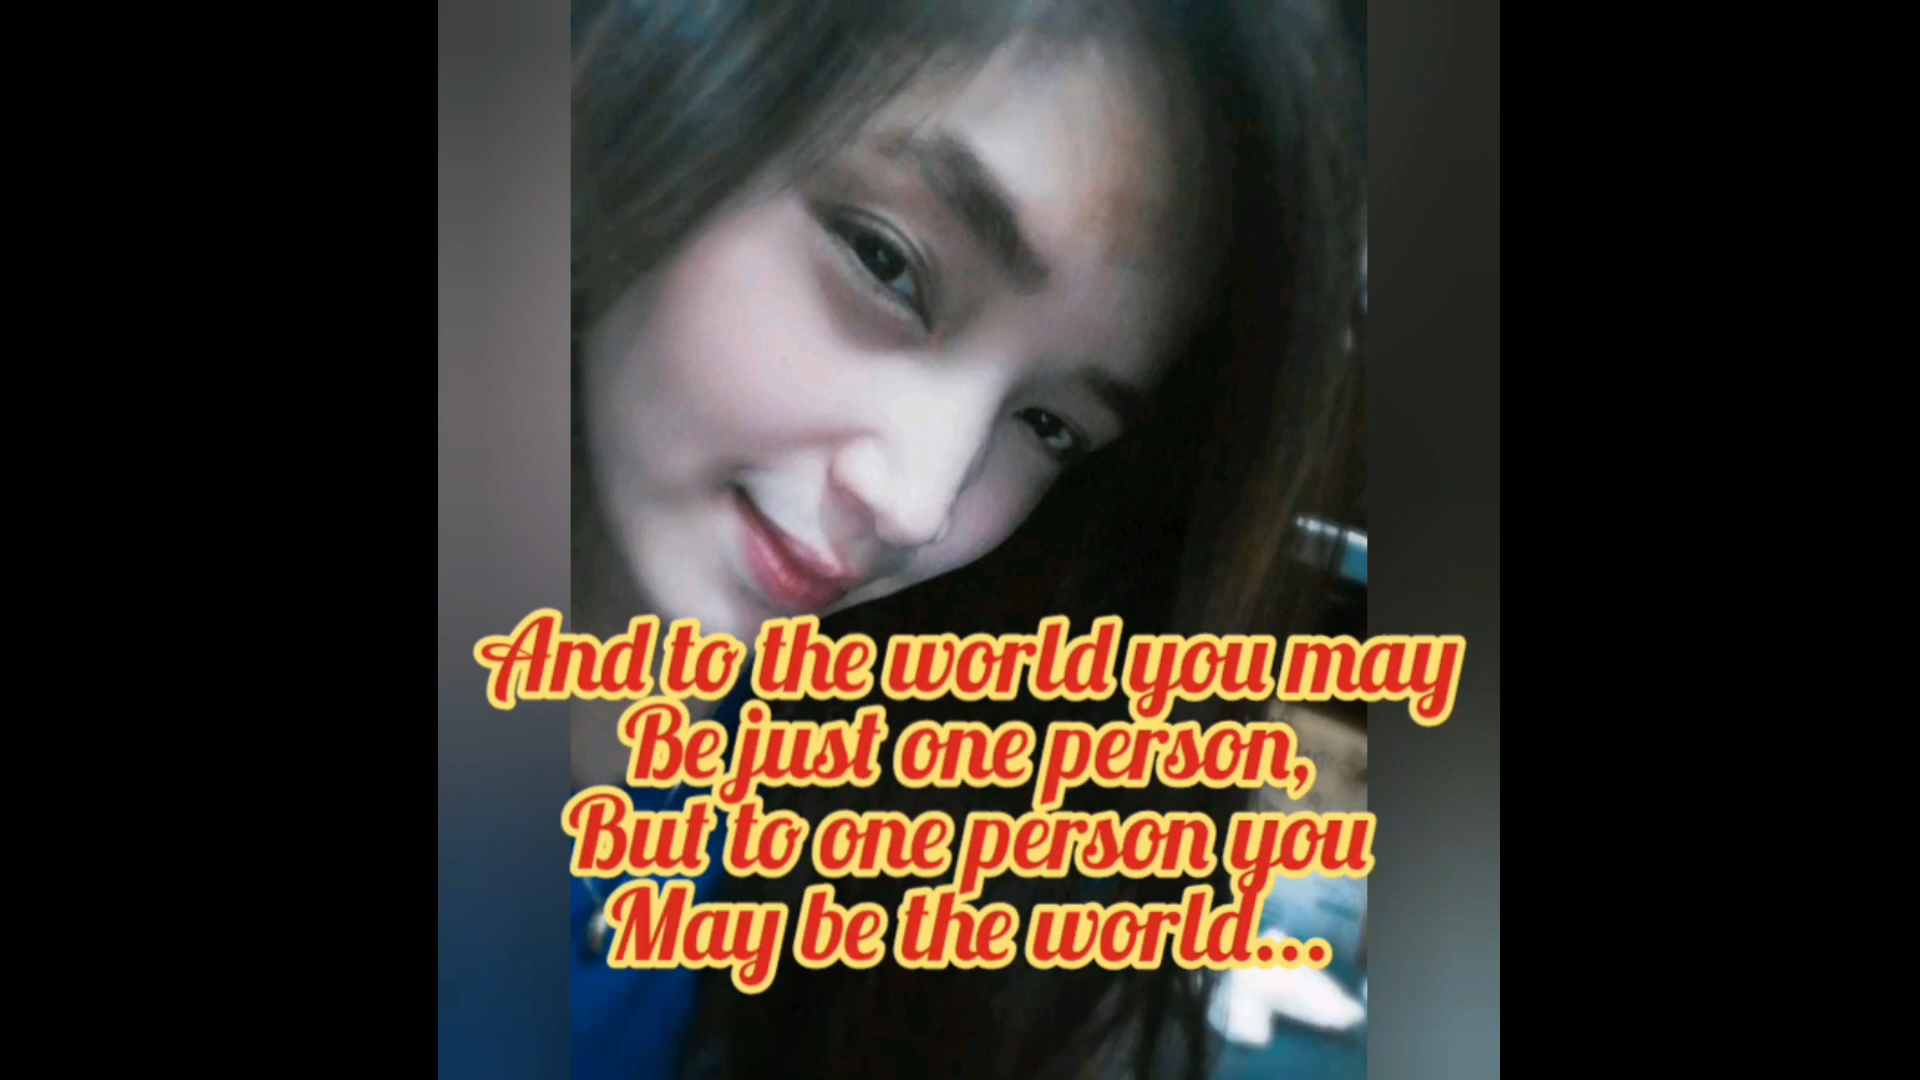 And to the world you may
Be just one person,
But to one person you
May be the world...